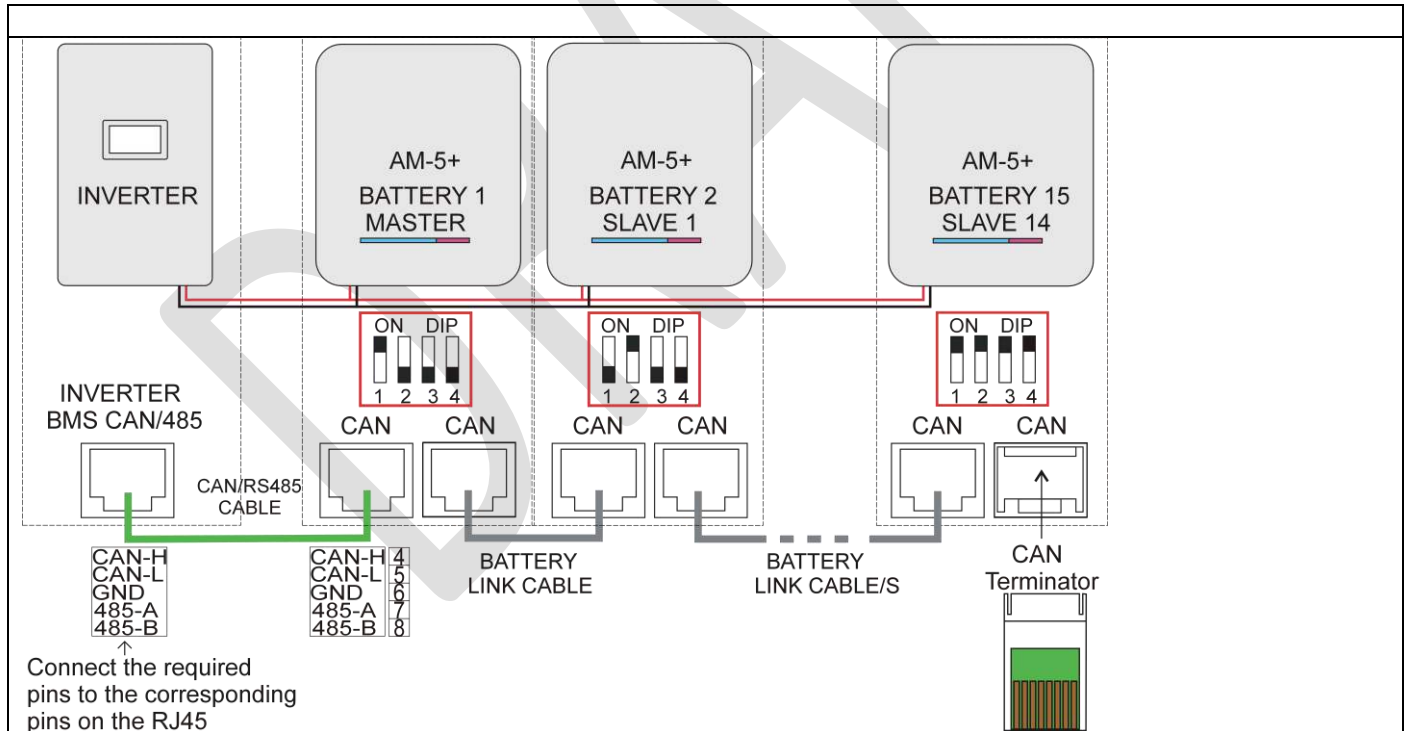 INVERTER
AM-5+
BATTERY 1
MASTER
AM-5+
BATTERY 2
SLAVE 1
AM-5+
BATTERY 15
SLAVE 14
ON DIP
1 2 3 4
ON DIP
1 2 3 4
ON DIP
1 2 3 4
INVERTER
BMS CAN/485
CAN CAN
CAN CAN
CAN CAN
CAN/RS485
CABLE
CAN-H
CAN-L
GND
485-A
485-B
CAN-H 4
CAN-L 5
GND 6
485-A 7
485-B 8
BATTERY
LINK CABLE
BATTERY
LINK CABLE/S
CAN
Terminator
Connect the required
pins to the corresponding
pins on the RJ45
DRA